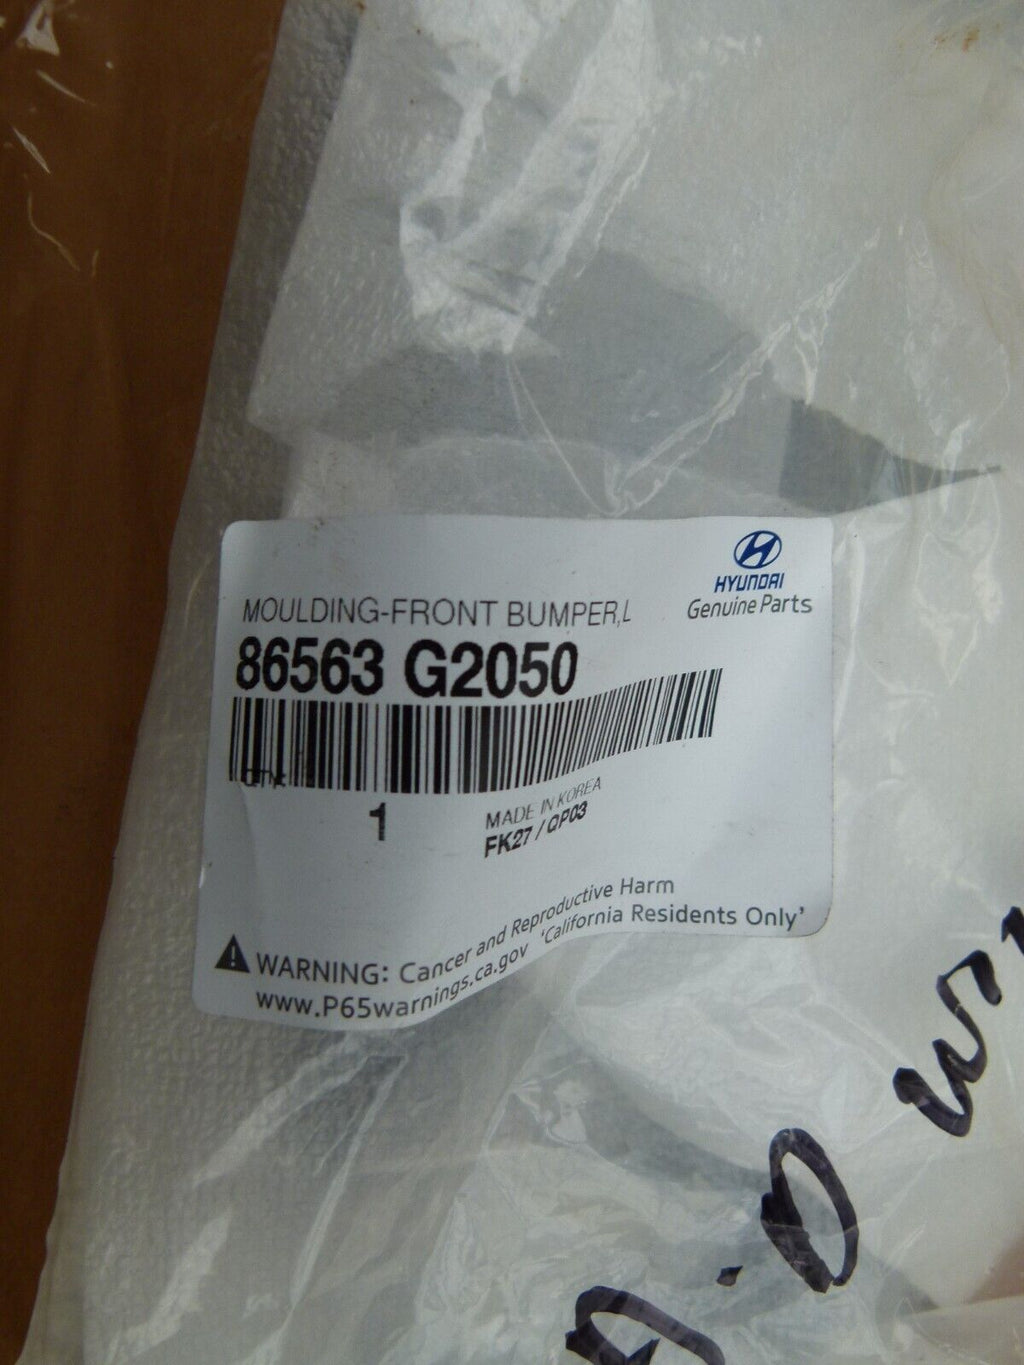 HYUNDAI
Genuine Parts
MOULDING-FRONT BUMPER,L
86563 G2050
1
MADE IN KOREA
FK27 / QP03
WARNING: Cancer and Reproductive Harm
www.P65warnings.ca.gov 'California Residents Only'